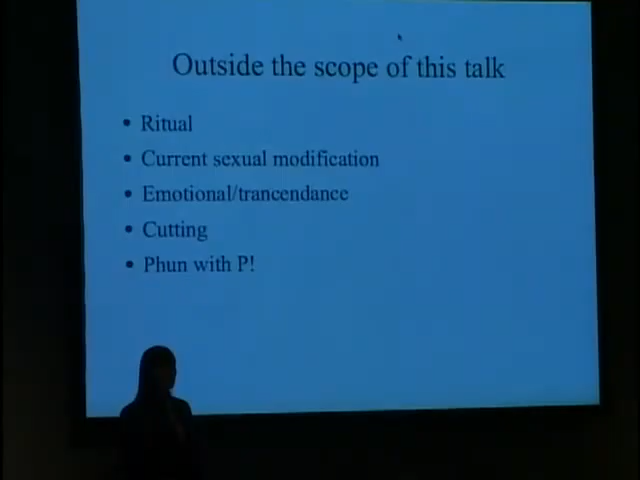 Outside the scope of this talk
• Ritual
• Current sexual modification
• Emotional/trancendance
• Cutting
• Phun with P!